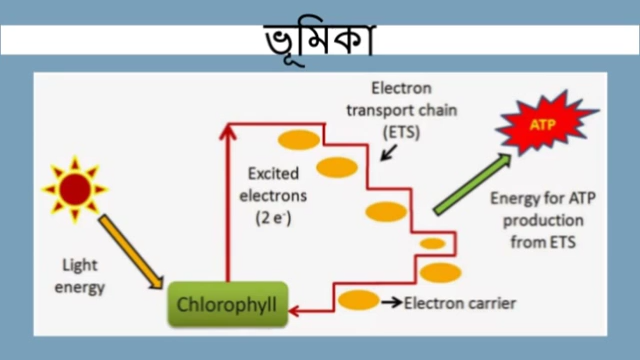 ভূমিকা
Electron
transport chain
(ETS)
ATP
Excited
electrons
(2 e⁻)
Energy for ATP
production
from ETS
Light
energy
Chlorophyll
Electron carrier